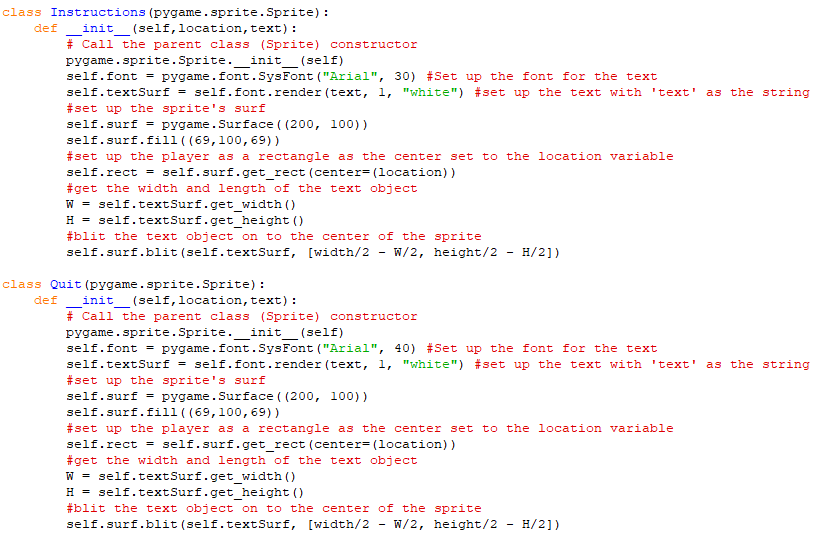 class Instructions(pygame.sprite.Sprite):
    def __init__(self,location,text):
        # Call the parent class (Sprite) constructor
        pygame.sprite.Sprite.__init__(self)
        self.font = pygame.font.SysFont("Arial", 30) #Set up the font for the text
        self.textSurf = self.font.render(text, 1, "white") #set up the text with 'text' as the string
        #set up the sprite's surf
        self.surf = pygame.Surface((200, 100))
        self.surf.fill((69,100,69))
        #set up the player as a rectangle as the center set to the location variable
        self.rect = self.surf.get_rect(center=(location))
        #get the width and length of the text object
        W = self.textSurf.get_width()
        H = self.textSurf.get_height()
        #blit the text object on to the center of the sprite
        self.surf.blit(self.textSurf, [width/2 - W/2, height/2 - H/2])

class Quit(pygame.sprite.Sprite):
    def __init__(self,location,text):
        # Call the parent class (Sprite) constructor
        pygame.sprite.Sprite.__init__(self)
        self.font = pygame.font.SysFont("Arial", 40) #Set up the font for the text
        self.textSurf = self.font.render(text, 1, "white") #set up the text with 'text' as the string
        #set up the sprite's surf
        self.surf = pygame.Surface((200, 100))
        self.surf.fill((69,100,69))
        #set up the player as a rectangle as the center set to the location variable
        self.rect = self.surf.get_rect(center=(location))
        #get the width and length of the text object
        W = self.textSurf.get_width()
        H = self.textSurf.get_height()
        #blit the text object on to the center of the sprite
        self.surf.blit(self.textSurf, [width/2 - W/2, height/2 - H/2])